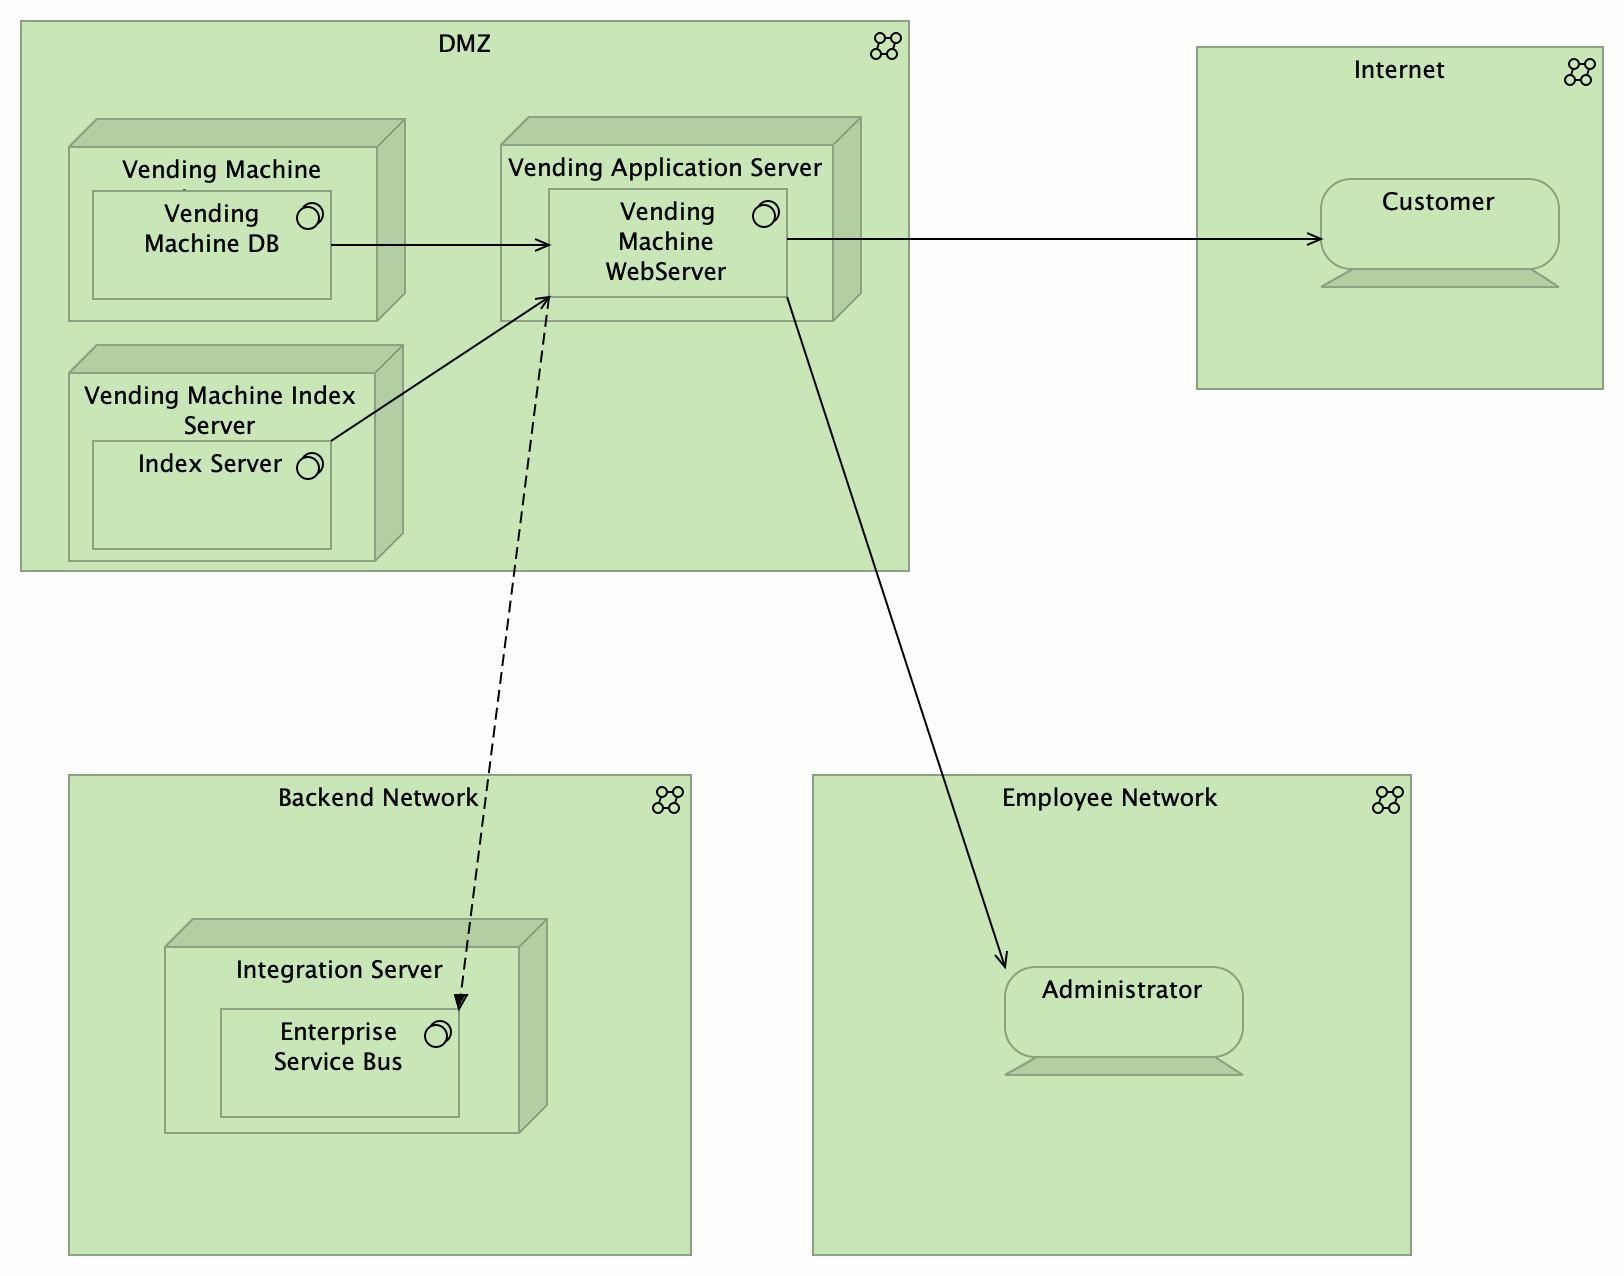 DMZ
Vending Machine
Vending
Machine DB
Vending Application Server
Vending
Machine
WebServer
Vending Machine Index
Server
Index Server
Internet
Customer
Backend Network
Integration Server
Enterprise
Service Bus
Employee Network
Administrator